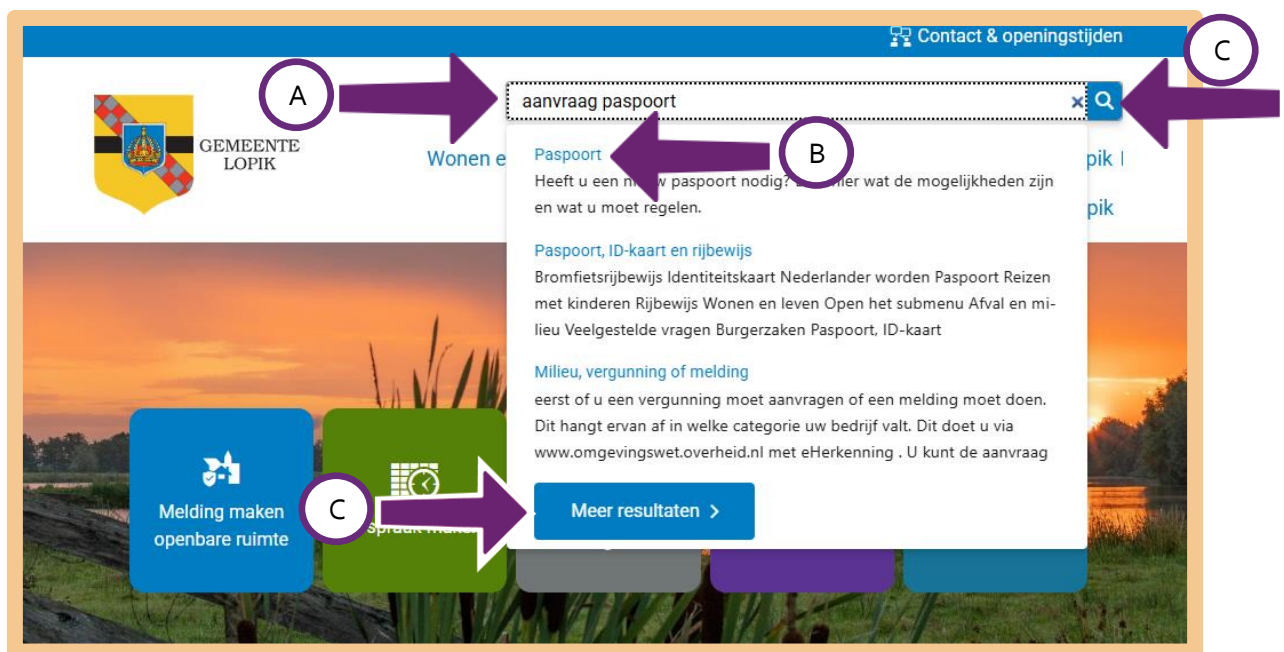 Contact & openingstijden
C
A
aanvraag paspoort
GEMEENTE
LOPIK
Wonen e
pik
Paspoort
B
Heeft u een paspoort nodig? hier wat de mogelijkheden zijn
en wat u moet regelen.
pik
Paspoort, ID-kaart en rijbewijs
Bromfietsrijbewijs Identiteitskaart Nederlander worden Paspoort Reizen
met kinderen Rijbewijs Wonen en leven Open het submenu Afval en mi-
lieu Veelgestelde vragen Burgerzaken Paspoort, ID-kaart
Milieu, vergunning of melding
eerst of u een vergunning moet aanvragen of een melding moet doen.
Dit hangt ervan af in welke categorie uw bedrijf valt. Dit doet u via
www.omgevingswet.overheid.nl met eHerkenning . U kunt de aanvraag
Melding maken
openbare ruimte
C
Meer resultaten